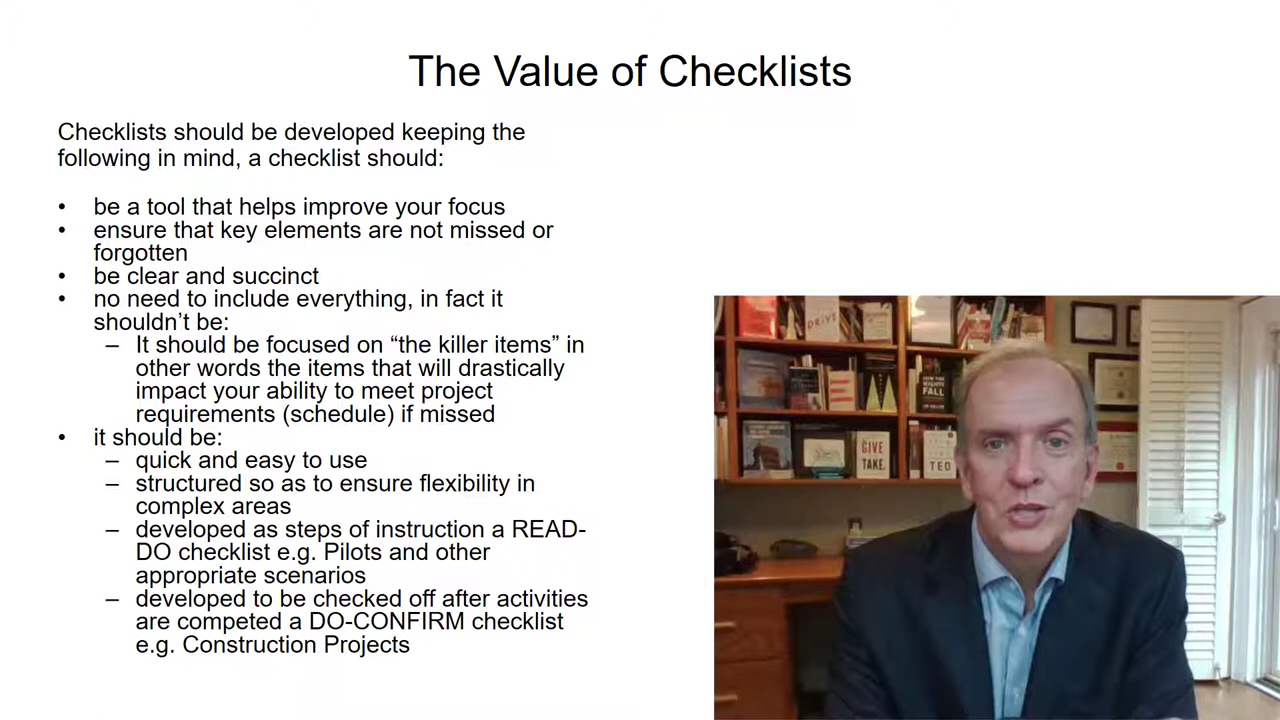 The Value of Checklists
Checklists should be developed keeping the
following in mind, a checklist should:
• be a tool that helps improve your focus
• ensure that key elements are not missed or
forgotten
• be clear and succinct
• no need to include everything, in fact it
shouldn’t be:
– It should be focused on “the killer items” in
other words the items that will drastically
impact your ability to meet project
requirements (schedule) if missed
• it should be:
– quick and easy to use
– structured so as to ensure flexibility in
complex areas
– developed as steps of instruction a READ-
DO checklist e.g. Pilots and other
appropriate scenarios
– developed to be checked off after activities
are competed a DO-CONFIRM checklist
e.g. Construction Projects
DRIVE
HOW THE
MIGHTY
FALL
GIVE
TAKE
TED